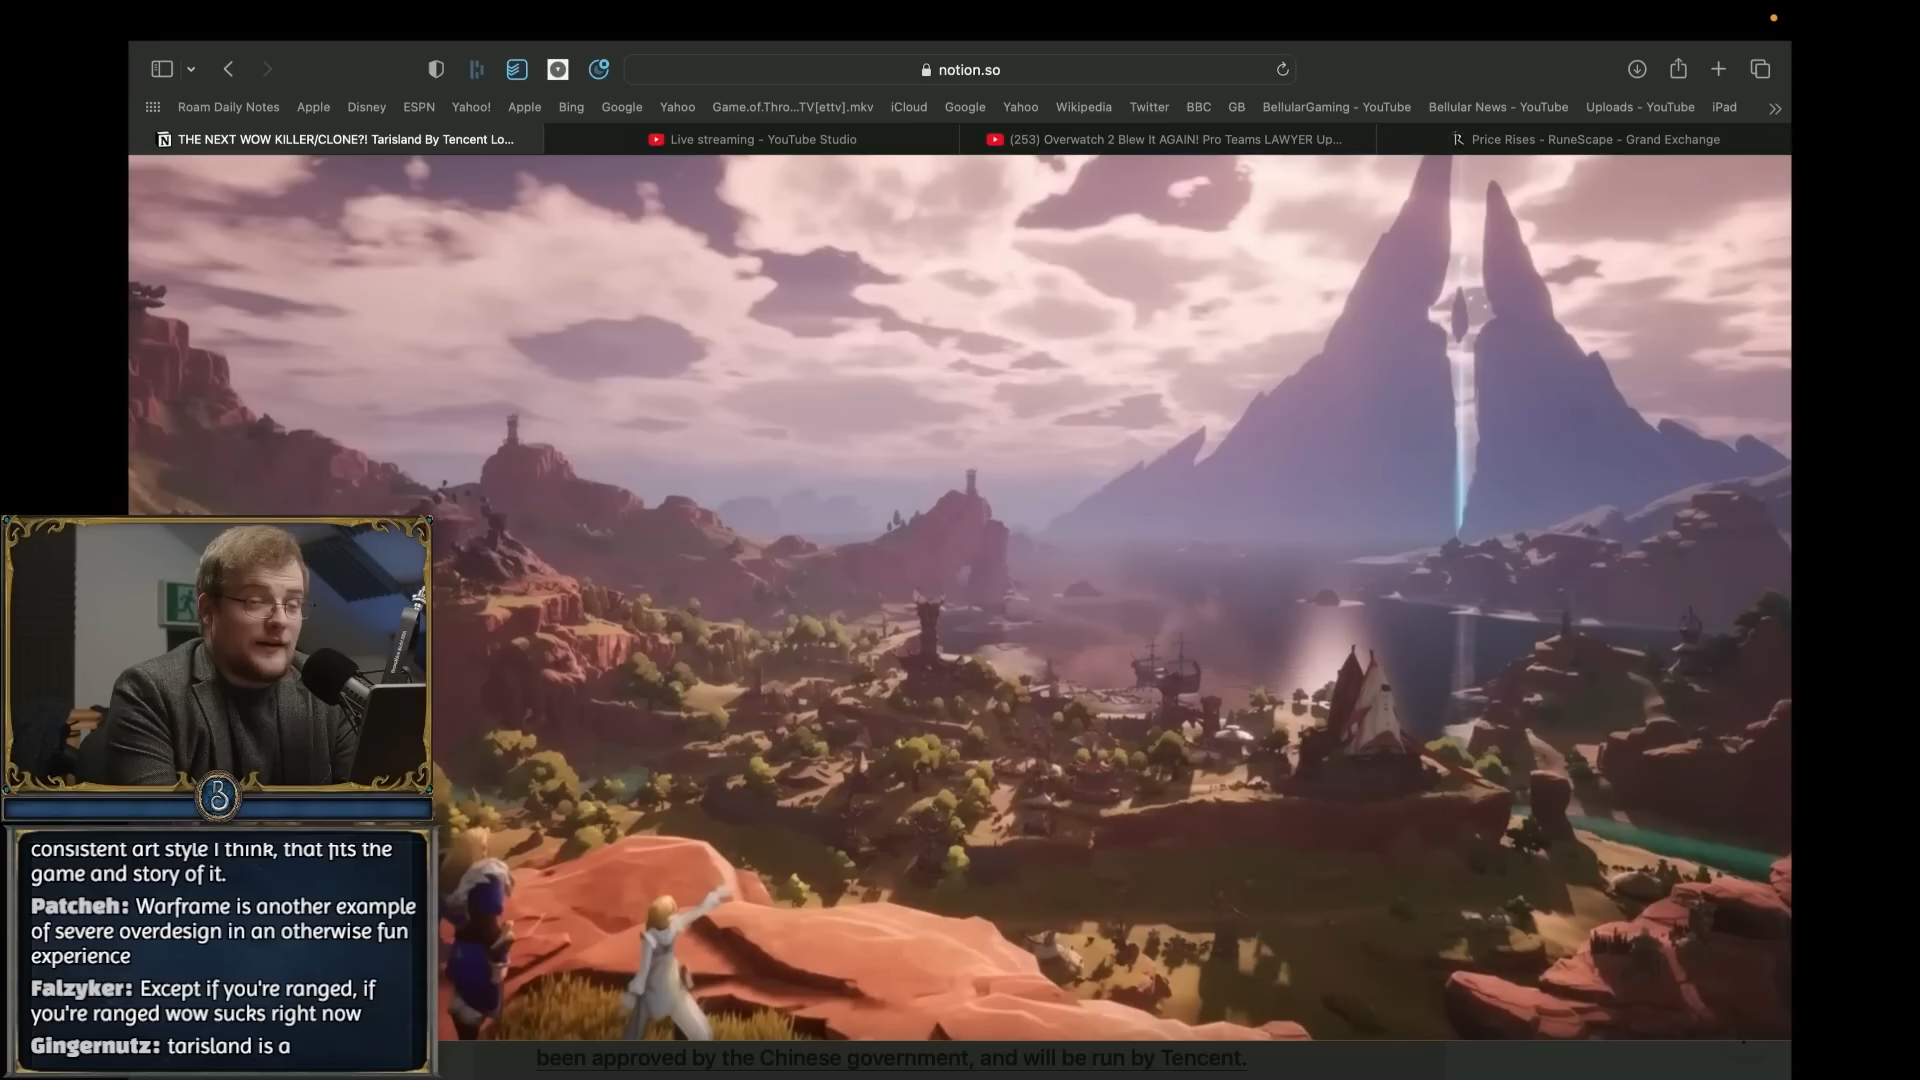 notion.so
Roam Daily Notes Apple Disney ESPN Yahoo! Apple Bing Google Yahoo Game.of.Thro...TV[ettv].mkv iCloud Google Yahoo Wikipedia Twitter BBC GB BellularGaming - YouTube Bellular News - YouTube Uploads - YouTube iPad
THE NEXT WOW KILLER/CLONE?! Tarisland By Tencent Lo... Live streaming - YouTube Studio (253) Overwatch 2 Blew It AGAIN! Pro Teams LAWYER Up... Price Rises - RuneScape - Grand Exchange
consistent art style I think, that fits the
game and story of it.
Patcheh: Warframe is another example
of severe overdesign in an otherwise fun
experience
Falzyker: Except if you're ranged, if
you're ranged wow sucks right now
Gingernutz: tarisland is a
been approved by the Chinese government, and will be run by Tencent.